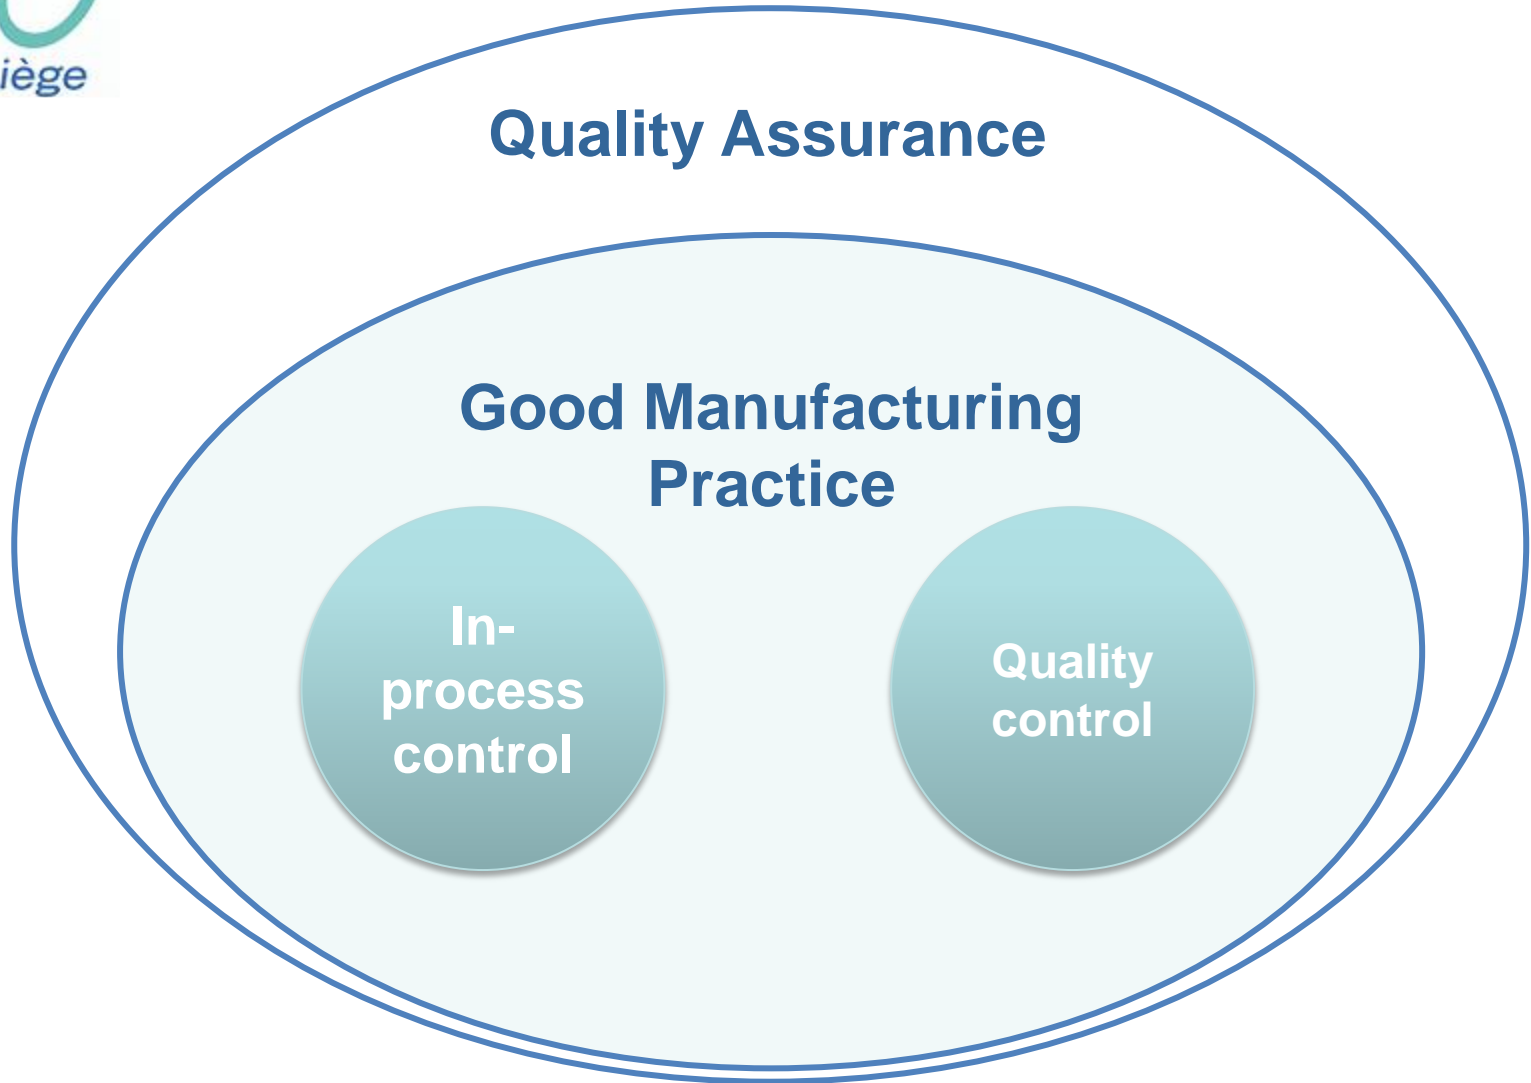 iège
Quality Assurance
Good Manufacturing
Practice
In-
process
control
Quality
control